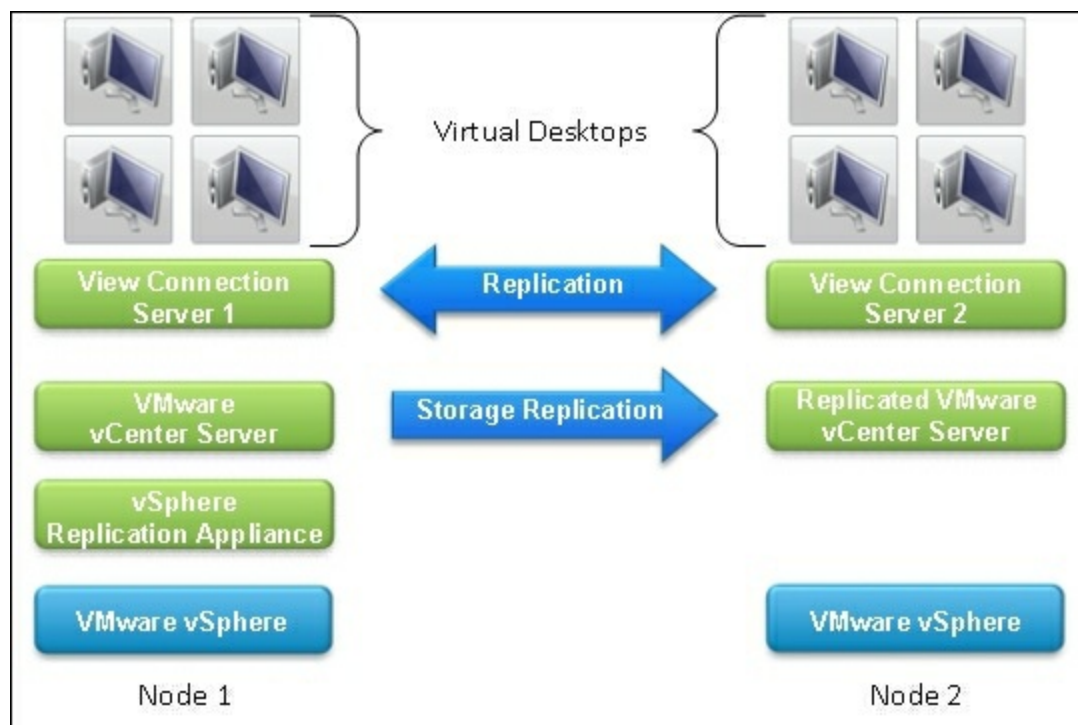 Virtual Desktops
View Connection
Server 1
Replication
View Connection
Server 2
VMware
vCenter Server
Storage Replication
Replicated VMware
vCenter Server
vSphere
Replication Appliance
VMware vSphere
VMware vSphere
Node 1
Node 2